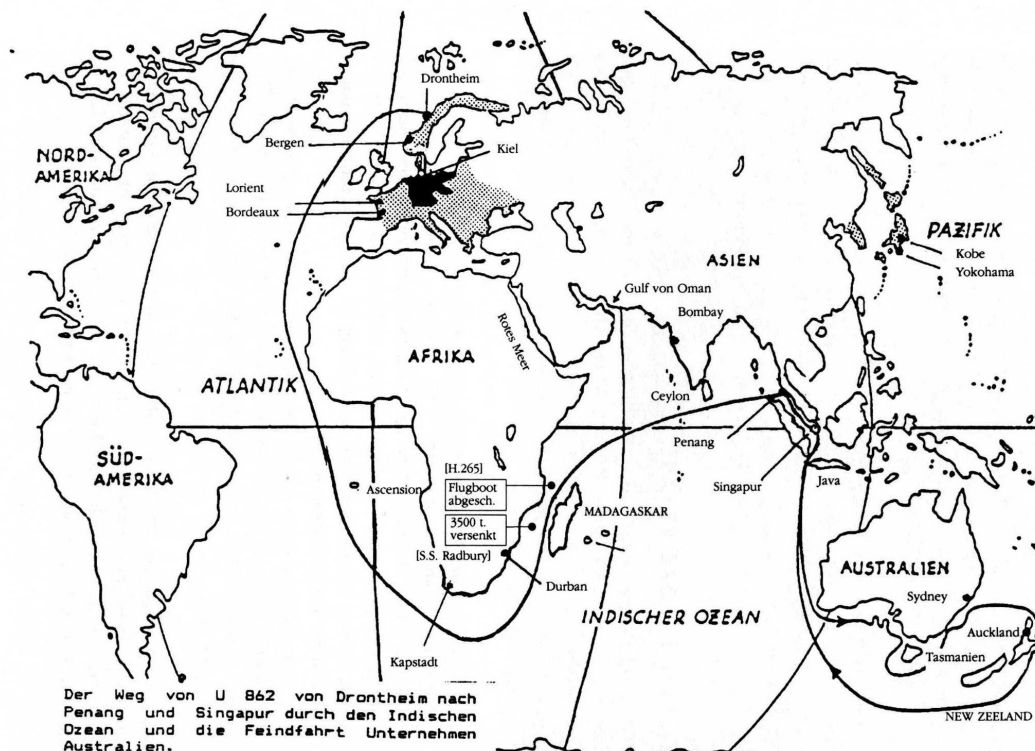 Drontheim
Bergen
Kiel
NORD-
AMERIKA
Lorient
Bordeaux
PAZIFIK
Kobe
Yokohama
ASIEN
Gulf von Oman
Bombay
Rotes Meer
AFRIKA
ATLANTIK
Ceylon
Penang
SÜD-
AMERIKA
[H.265]
Flugboot
abgesch.
Ascension
Singapur
Java
MADAGASKAR
3500 t.
versenkt
[S.S. Radbury]
Durban
AUSTRALIEN
Sydney
INDISCHER OZEAN
Auckland
Tasmanien
Kapstadt
NEW ZEELAND
Der Weg von U 862 von Drontheim nach
Penang und Singapur durch den Indischen
Ozean und die Feindfahrt Unternehmen
Australien.